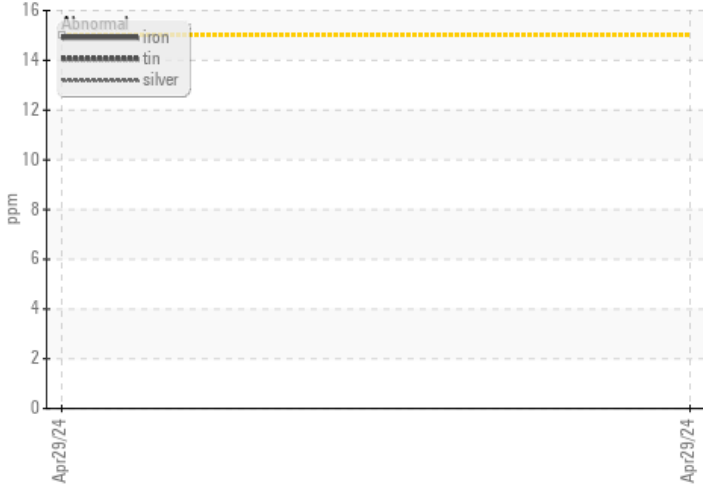 16
Abnormal
iron
14
tin
silver
12
10
8
ppm
6
4
2
0
Apr29/24
Apr29/24